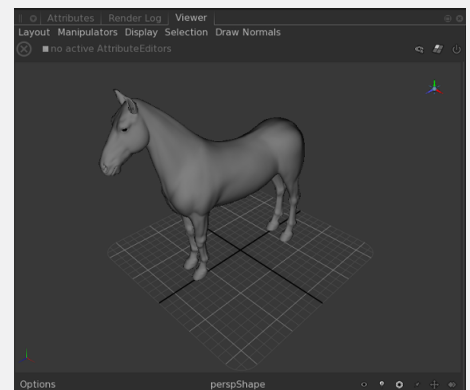 Attributes Render Log Viewer
Layout Manipulators Display Selection Draw Normals
no active AttributeEditors
Options perspShape